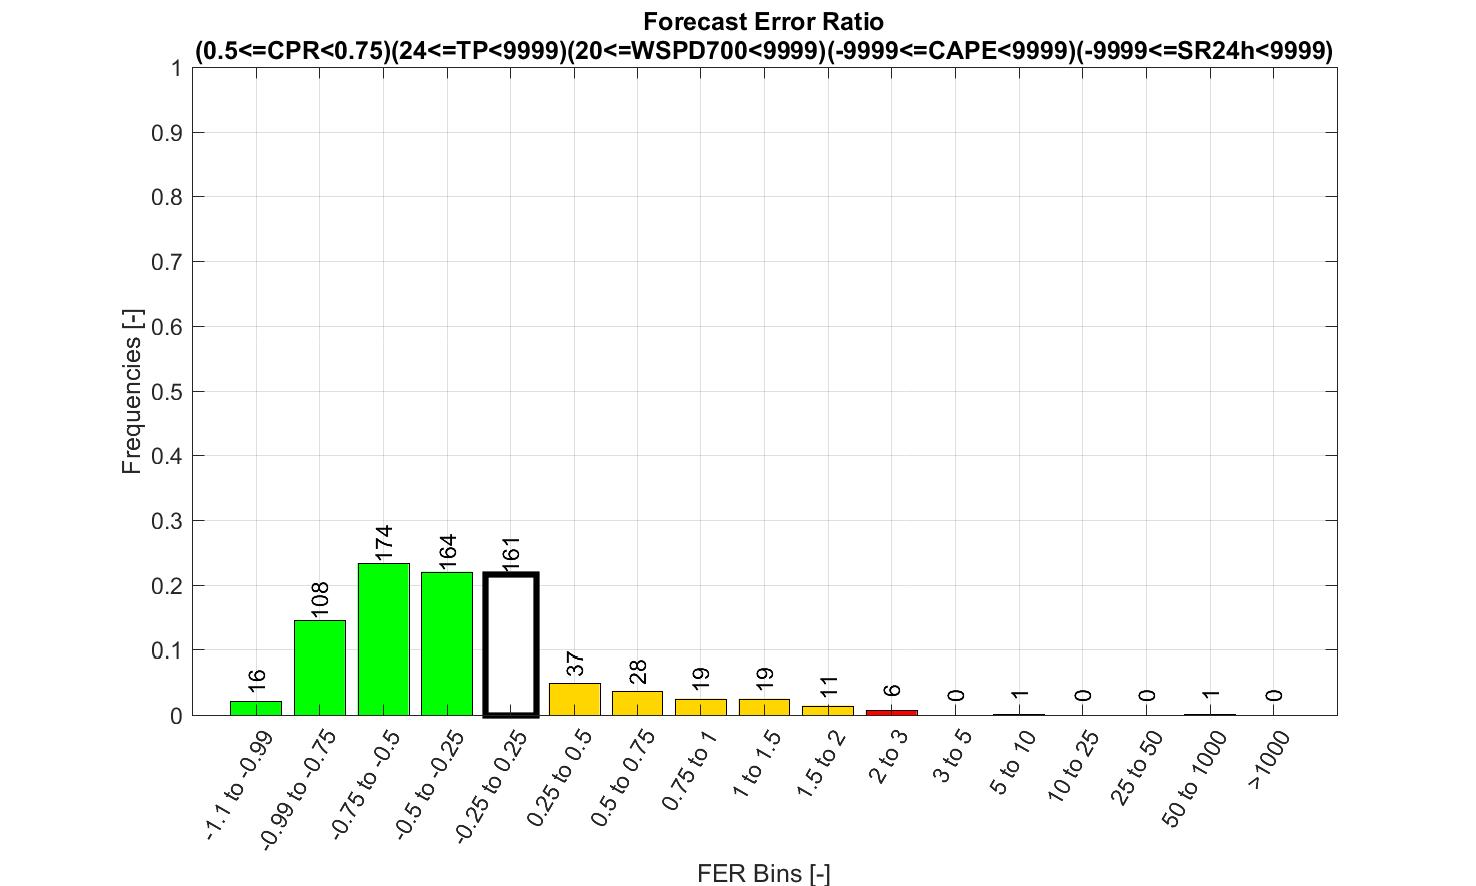 Forecast Error Ratio
(0.5<=CPR<0.75)(24<=TP<9999)(20<=WSPD700<9999)(-9999<=CAPE<9999)(-9999<=SR24h<9999)
1
0.9
0.8
0.7
0.6
0.5
0.4
0.3
0.2
0.1
0
Frequencies [-]
16
108
174
164
161
37
28
19
19
11
6
0
1
0
0
1
0
-1.1 to -0.99
-0.99 to -0.75
-0.75 to -0.5
-0.5 to -0.25
-0.25 to 0.25
0.25 to 0.5
0.5 to 0.75
0.75 to 1
1 to 1.5
1.5 to 2
2 to 3
3 to 5
5 to 10
10 to 25
25 to 50
50 to 1000
>1000
FER Bins [-]